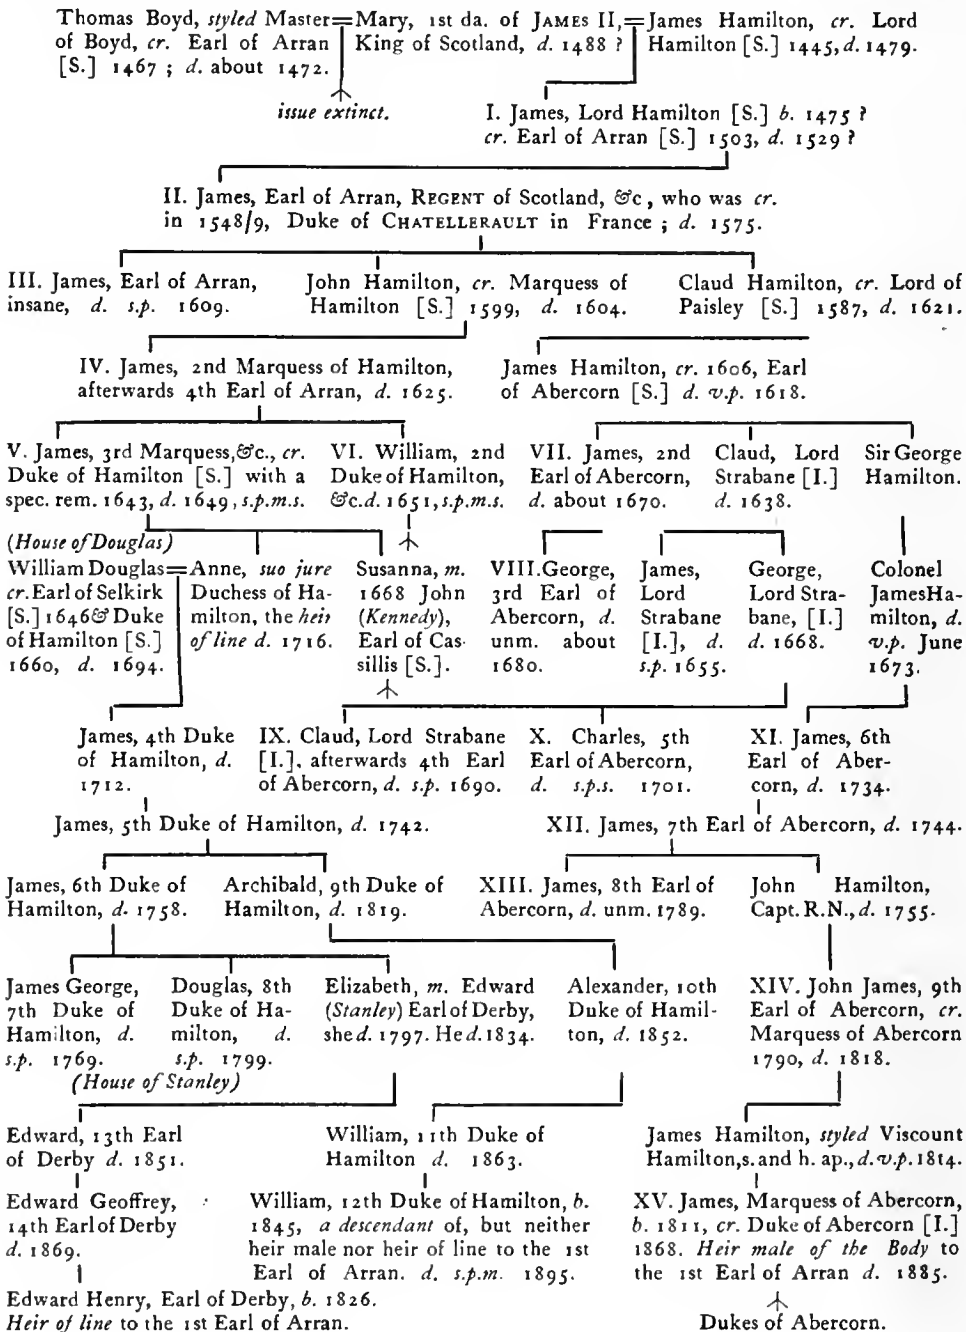 Thomas Boyd, styled Master=Mary, 1st da. of JAMES II,=James Hamilton, cr. Lord
of Boyd, cr. Earl of Arran King of Scotland, d. 1488 ? Hamilton [S.] 1445, d. 1479.
[S.] 1467 ; d. about 1472.
issue extinct.
I. James, Lord Hamilton [S.] b. 1475 ?
cr. Earl of Arran [S.] 1503, d. 1529 ?
II. James, Earl of Arran, REGENT of Scotland, &c, who was cr.
in 1548/9, Duke of CHATELLERAULT in France ; d. 1575.
III. James, Earl of Arran,
insane, d. s.p. 1609.
John Hamilton, cr. Marquess of
Hamilton [S.] 1599, d. 1604.
Claud Hamilton, cr. Lord of
Paisley [S.] 1587, d. 1621.
IV. James, 2nd Marquess of Hamilton,
afterwards 4th Earl of Arran, d. 1625.
James Hamilton, cr. 1606, Earl
of Abercorn [S.] d. v.p. 1618.
V. James, 3rd Marquess, &c., cr.
Duke of Hamilton [S.] with a
spec. rem. 1643, d. 1649, s.p.m.s.
VI. William, 2nd
Duke of Hamilton,
&c. d. 1651, s.p.m.s.
VII. James, 2nd
Earl of Abercorn,
d. about 1670.
Claud, Lord
Strabane [I.]
d. 1638.
Sir George
Hamilton.
(House of Douglas)
William Douglas=
cr. Earl of Selkirk
[S.] 1646 & Duke
of Hamilton [S.]
1660, d. 1694.
Anne, suo jure
Duchess of Ha-
milton, the heir
of line d. 1716.
Susanna, m.
1668 John
(Kennedy),
Earl of Cas-
sillis [S.].
VIII. George,
3rd Earl of
Abercorn, d.
unm. about
1680.
James,
Lord
Strabane
[I.], d.
s.p. 1655.
George,
Lord Stra-
bane, [I.]
d. 1668.
Colonel
James Ha-
milton, d.
v.p. June
1673.
James, 4th Duke
of Hamilton, d.
1712.
IX. Claud, Lord Strabane
[I.], afterwards 4th Earl
of Abercorn, d. s.p. 1690.
X. Charles, 5th
Earl of Abercorn,
d. s.p.s. 1701.
XI. James, 6th
Earl of Aber-
corn, d. 1734.
James, 5th Duke of Hamilton, d. 1742.
XII. James, 7th Earl of Abercorn, d. 1744.
James, 6th Duke of
Hamilton, d. 1758.
Archibald, 9th Duke of
Hamilton, d. 1819.
XIII. James, 8th Earl of
Abercorn, d. unm. 1789.
John Hamilton,
Capt. R.N., d. 1755.
James George,
7th Duke of
Hamilton, d.
s.p. 1769.
Douglas, 8th
Duke of Ha-
milton, d.
s.p. 1799.
Elizabeth, m. Edward
(Stanley) Earl of Derby,
she d. 1797. He d. 1834.
Alexander, 10th
Duke of Hamil-
ton, d. 1852.
XIV. John James, 9th
Earl of Abercorn, cr.
Marquess of Abercorn
1790, d. 1818.
(House of Stanley)
Edward, 13th Earl
of Derby d. 1851.
William, 11th Duke of
Hamilton d. 1863.
James Hamilton, styled Viscount
Hamilton, s. and h. ap., d. v.p. 1814.
Edward Geoffrey,
14th Earl of Derby
d. 1869.
William, 12th Duke of Hamilton, b.
1845, a descendant of, but neither
heir male nor heir of line to the 1st
Earl of Arran. d. s.p.m. 1895.
XV. James, Marquess of Abercorn,
b. 1811, cr. Duke of Abercorn [I.]
1868. Heir male of the Body to
the 1st Earl of Arran d. 1885.
Edward Henry, Earl of Derby, b. 1826.
Heir of line to the 1st Earl of Arran.
Dukes of Abercorn.